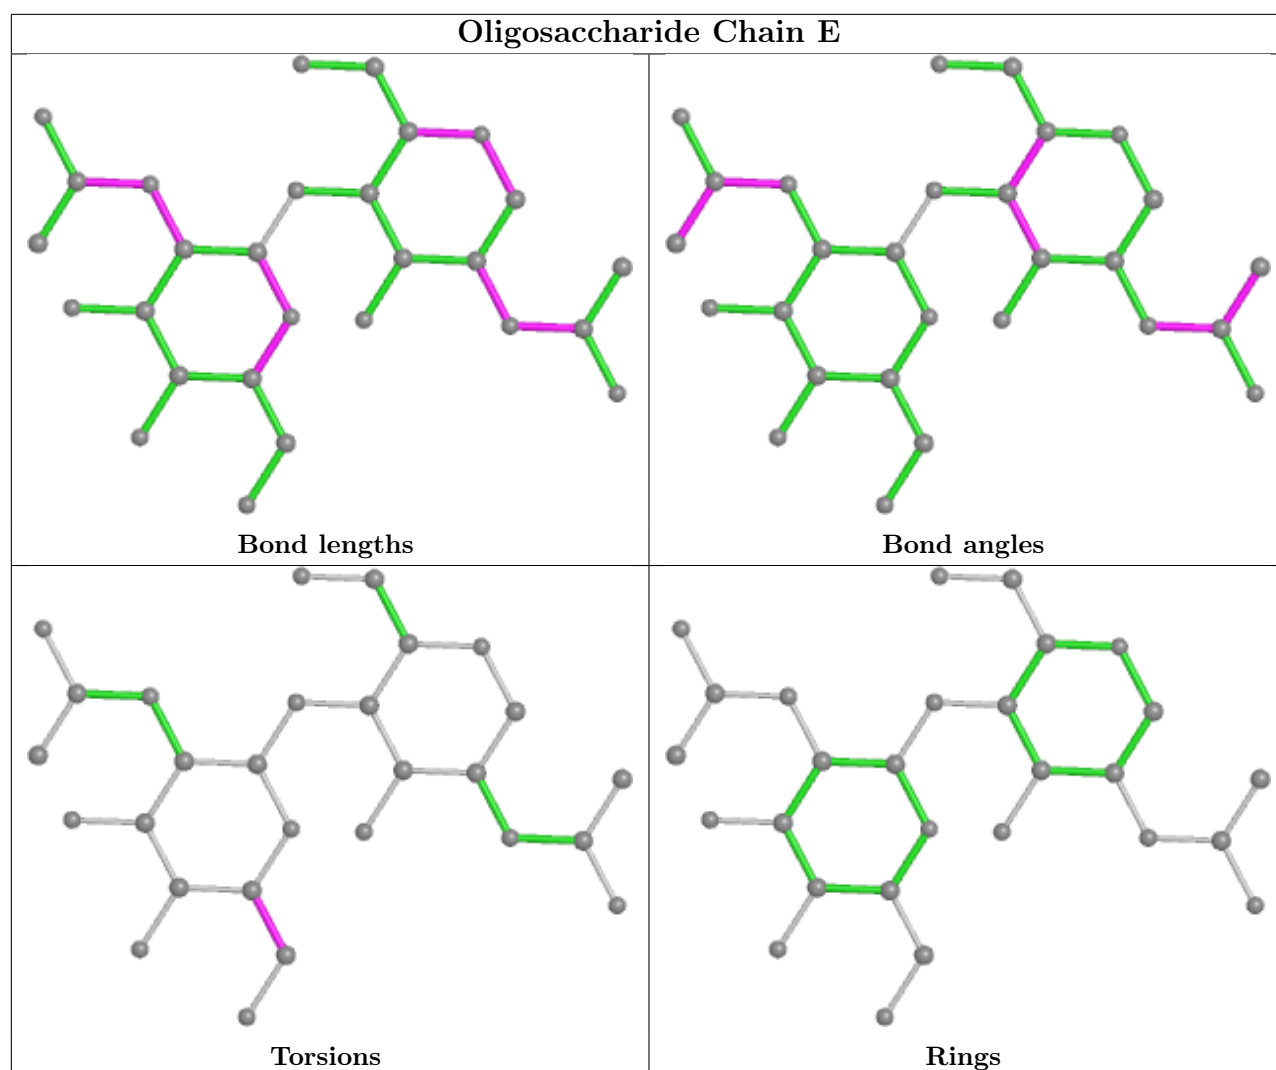 Oligosaccharide Chain E
Bond lengths
Bond angles
Torsions
Rings